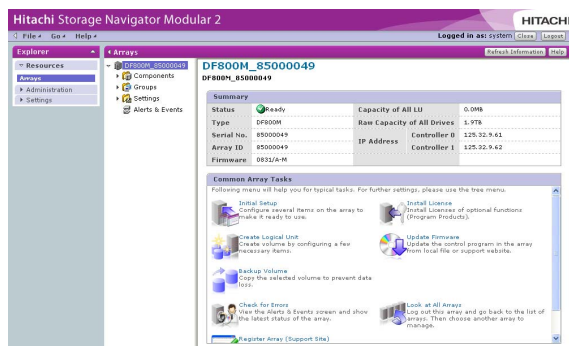 Hitachi Storage Navigator Modular 2
HITACHI
File Go Help
Logged in as: system Close Logout
Explorer
Arrays
Refresh Information Help
Resources
Arrays
Administration
Settings
DF800M_85000049
Components
Groups
Settings
Alerts & Events
DF800M_85000049
DF800M_85000049
Summary
Status Ready Capacity of All LU 0.0MB
Type DF800M Raw Capacity of All Drives 1.9TB
Serial No. 85000049 IP Address Controller 0 125.32.9.61
Array ID 85000049 Controller 1 125.32.9.62
Firmware 0831/A-M
Common Array Tasks
Following menu will help you for typical tasks. For further settings, please use the tree menu.
Initial Setup
Configure several items on the array to
make it ready to use.
Install License
Install Licenses of optional functions
(Program Products).
Create Logical Unit
Create volume by configuring a few
necessary items.
Update Firmware
Update the control program in the array
from local file or support website.
Backup Volume
Copy the selected volume to prevent data
loss.
Check for Errors
View the Alerts & Events screen and show
the latest status of the array.
Look at All Arrays
Log out this array and go back to the list of
arrays. Then choose another array to
manage.
Register Array (Support Site)